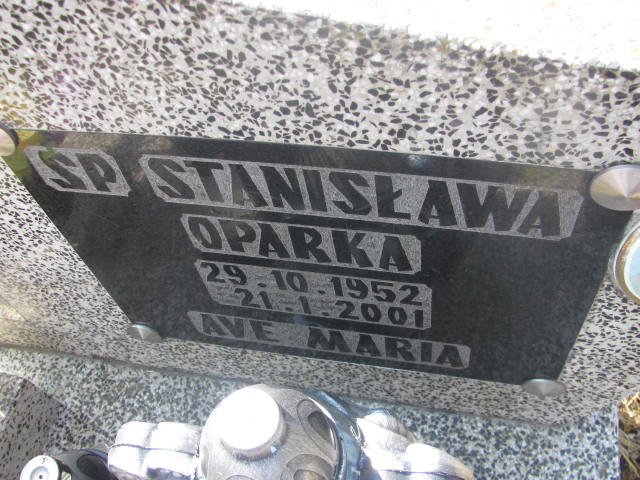 SP STANISŁAWA
OPARKA
29.10.1952
21.1.2001
AVE MARIA